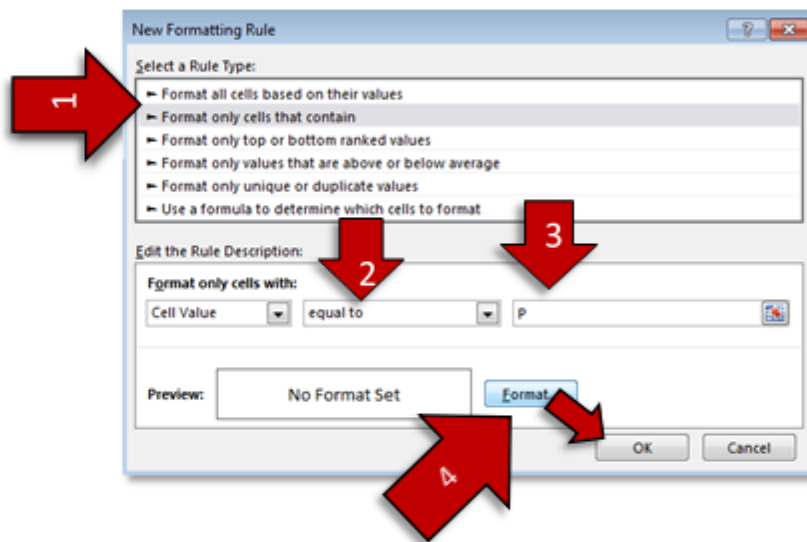 New Formatting Rule
Select a Rule Type:
1
► Format all cells based on their values
► Format only cells that contain
► Format only top or bottom ranked values
► Format only values that are above or below average
► Format only unique or duplicate values
► Use a formula to determine which cells to format
Edit the Rule Description:
2
3
Format only cells with:
Cell Value equal to P
Preview: No Format Set Format...
OK Cancel
4